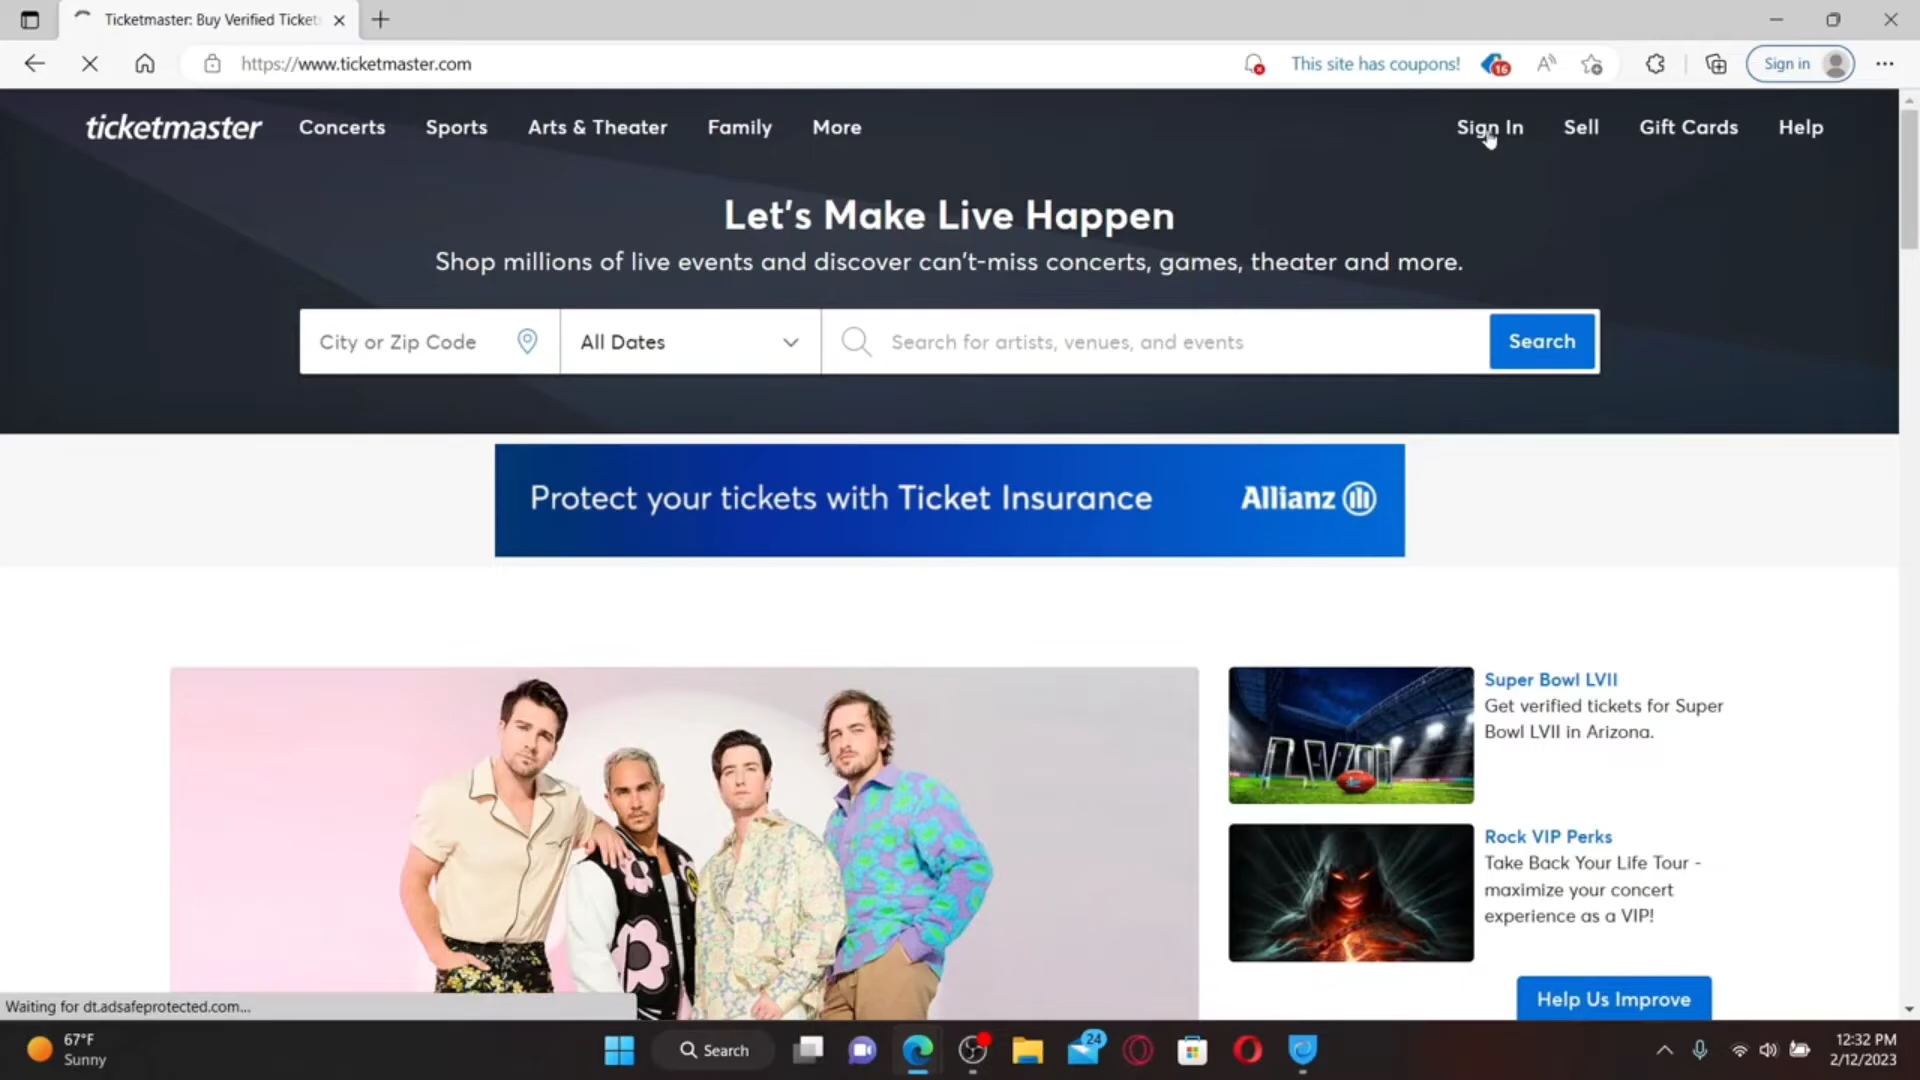 Ticketmaster: Buy Verified Ticket
https://www.ticketmaster.com
This site has coupons!
16
A
Sign in
ticketmaster
Concerts
Sports
Arts & Theater
Family
More
Sign In
Sell
Gift Cards
Help
Let's Make Live Happen
Shop millions of live events and discover can't-miss concerts, games, theater and more.
City or Zip Code
All Dates
Search for artists, venues, and events
Search
Protect your tickets with Ticket Insurance
Allianz
Super Bowl LVII
Get verified tickets for Super
Bowl LVII in Arizona.
LVII
Rock VIP Perks
Take Back Your Life Tour -
maximize your concert
experience as a VIP!
Help Us Improve
Waiting for dt.adsafeprotected.com...
67°F
Sunny
Search
24
12:32 PM
2/12/2023